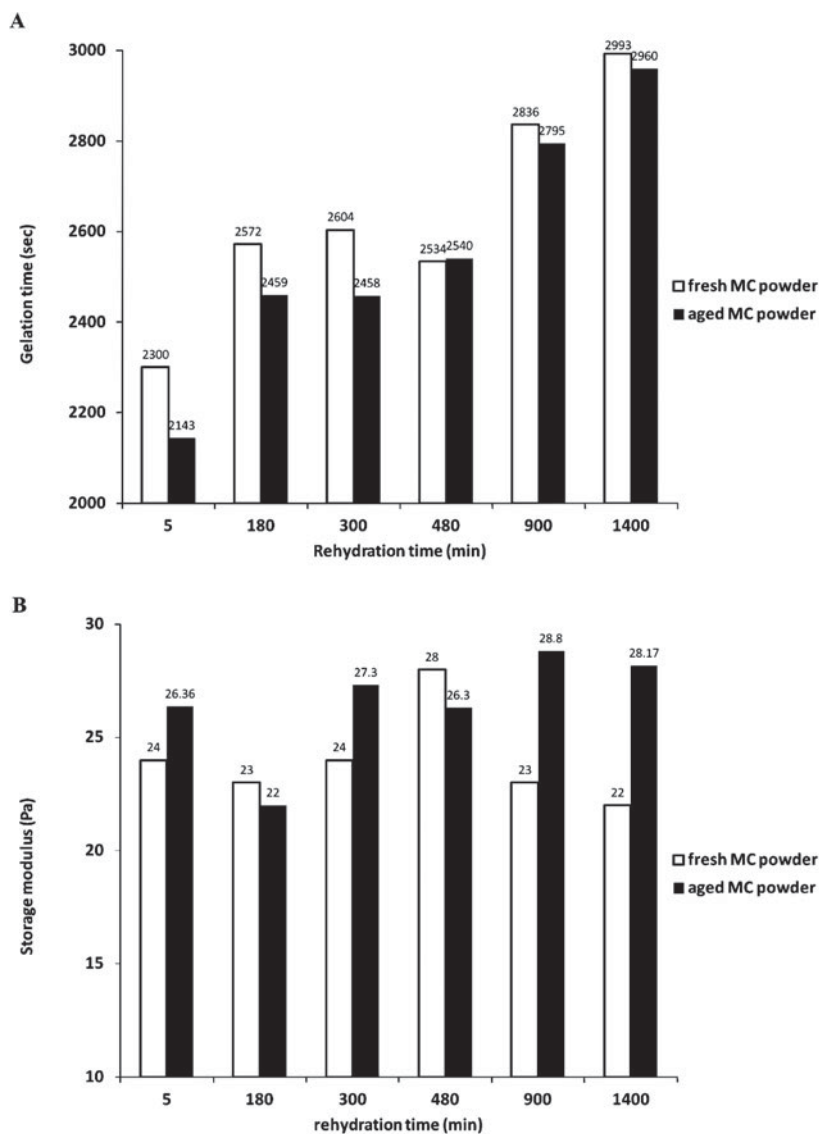 A
3000
2800
2600
2400
2200
2000
Gelation time (sec)
2300
2143
2572
2459
2604
2458
2534
2540
2836
2795
2993
2960
5 180 300 480 900 1400
Rehydration time (min)
fresh MC powder
aged MC powder
B
30
25
20
15
10
Storage modulus (Pa)
24
26.36
23
22
24
27.3
28
26.3
23
28.8
22
28.17
5 180 300 480 900 1400
rehydration time (min)
fresh MC powder
aged MC powder